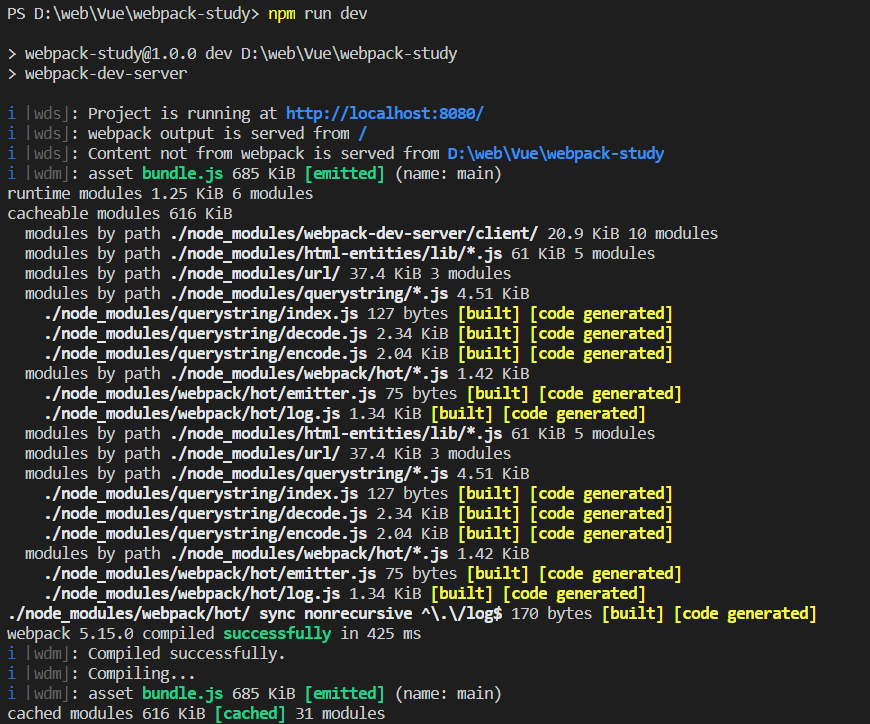 PS D:\web\Vue\webpack-study> npm run dev
> webpack-study@1.0.0 dev D:\web\Vue\webpack-study
> webpack-dev-server
i ｢wds｣: Project is running at http://localhost:8080/
i ｢wds｣: webpack output is served from /
i ｢wds｣: Content not from webpack is served from D:\web\Vue\webpack-study
i ｢wdm｣: asset bundle.js 685 KiB [emitted] (name: main)
runtime modules 1.25 KiB 6 modules
cacheable modules 616 KiB
  modules by path ./node_modules/webpack-dev-server/client/ 20.9 KiB 10 modules
  modules by path ./node_modules/html-entities/lib/*.js 61 KiB 5 modules
  modules by path ./node_modules/url/ 37.4 KiB 3 modules
  modules by path ./node_modules/querystring/*.js 4.51 KiB
    ./node_modules/querystring/index.js 127 bytes [built] [code generated]
    ./node_modules/querystring/decode.js 2.34 KiB [built] [code generated]
    ./node_modules/querystring/encode.js 2.04 KiB [built] [code generated]
  modules by path ./node_modules/webpack/hot/*.js 1.42 KiB
    ./node_modules/webpack/hot/emitter.js 75 bytes [built] [code generated]
    ./node_modules/webpack/hot/log.js 1.34 KiB [built] [code generated]
  modules by path ./node_modules/html-entities/lib/*.js 61 KiB 5 modules
  modules by path ./node_modules/url/ 37.4 KiB 3 modules
  modules by path ./node_modules/querystring/*.js 4.51 KiB
    ./node_modules/querystring/index.js 127 bytes [built] [code generated]
    ./node_modules/querystring/decode.js 2.34 KiB [built] [code generated]
    ./node_modules/querystring/encode.js 2.04 KiB [built] [code generated]
  modules by path ./node_modules/webpack/hot/*.js 1.42 KiB
    ./node_modules/webpack/hot/emitter.js 75 bytes [built] [code generated]
    ./node_modules/webpack/hot/log.js 1.34 KiB [built] [code generated]
./node_modules/webpack/hot/ sync nonrecursive ^\.\/log$ 170 bytes [built] [code generated]
webpack 5.15.0 compiled successfully in 425 ms
i ｢wdm｣: Compiled successfully.
i ｢wdm｣: Compiling...
i ｢wdm｣: asset bundle.js 685 KiB [emitted] (name: main)
cached modules 616 KiB [cached] 31 modules